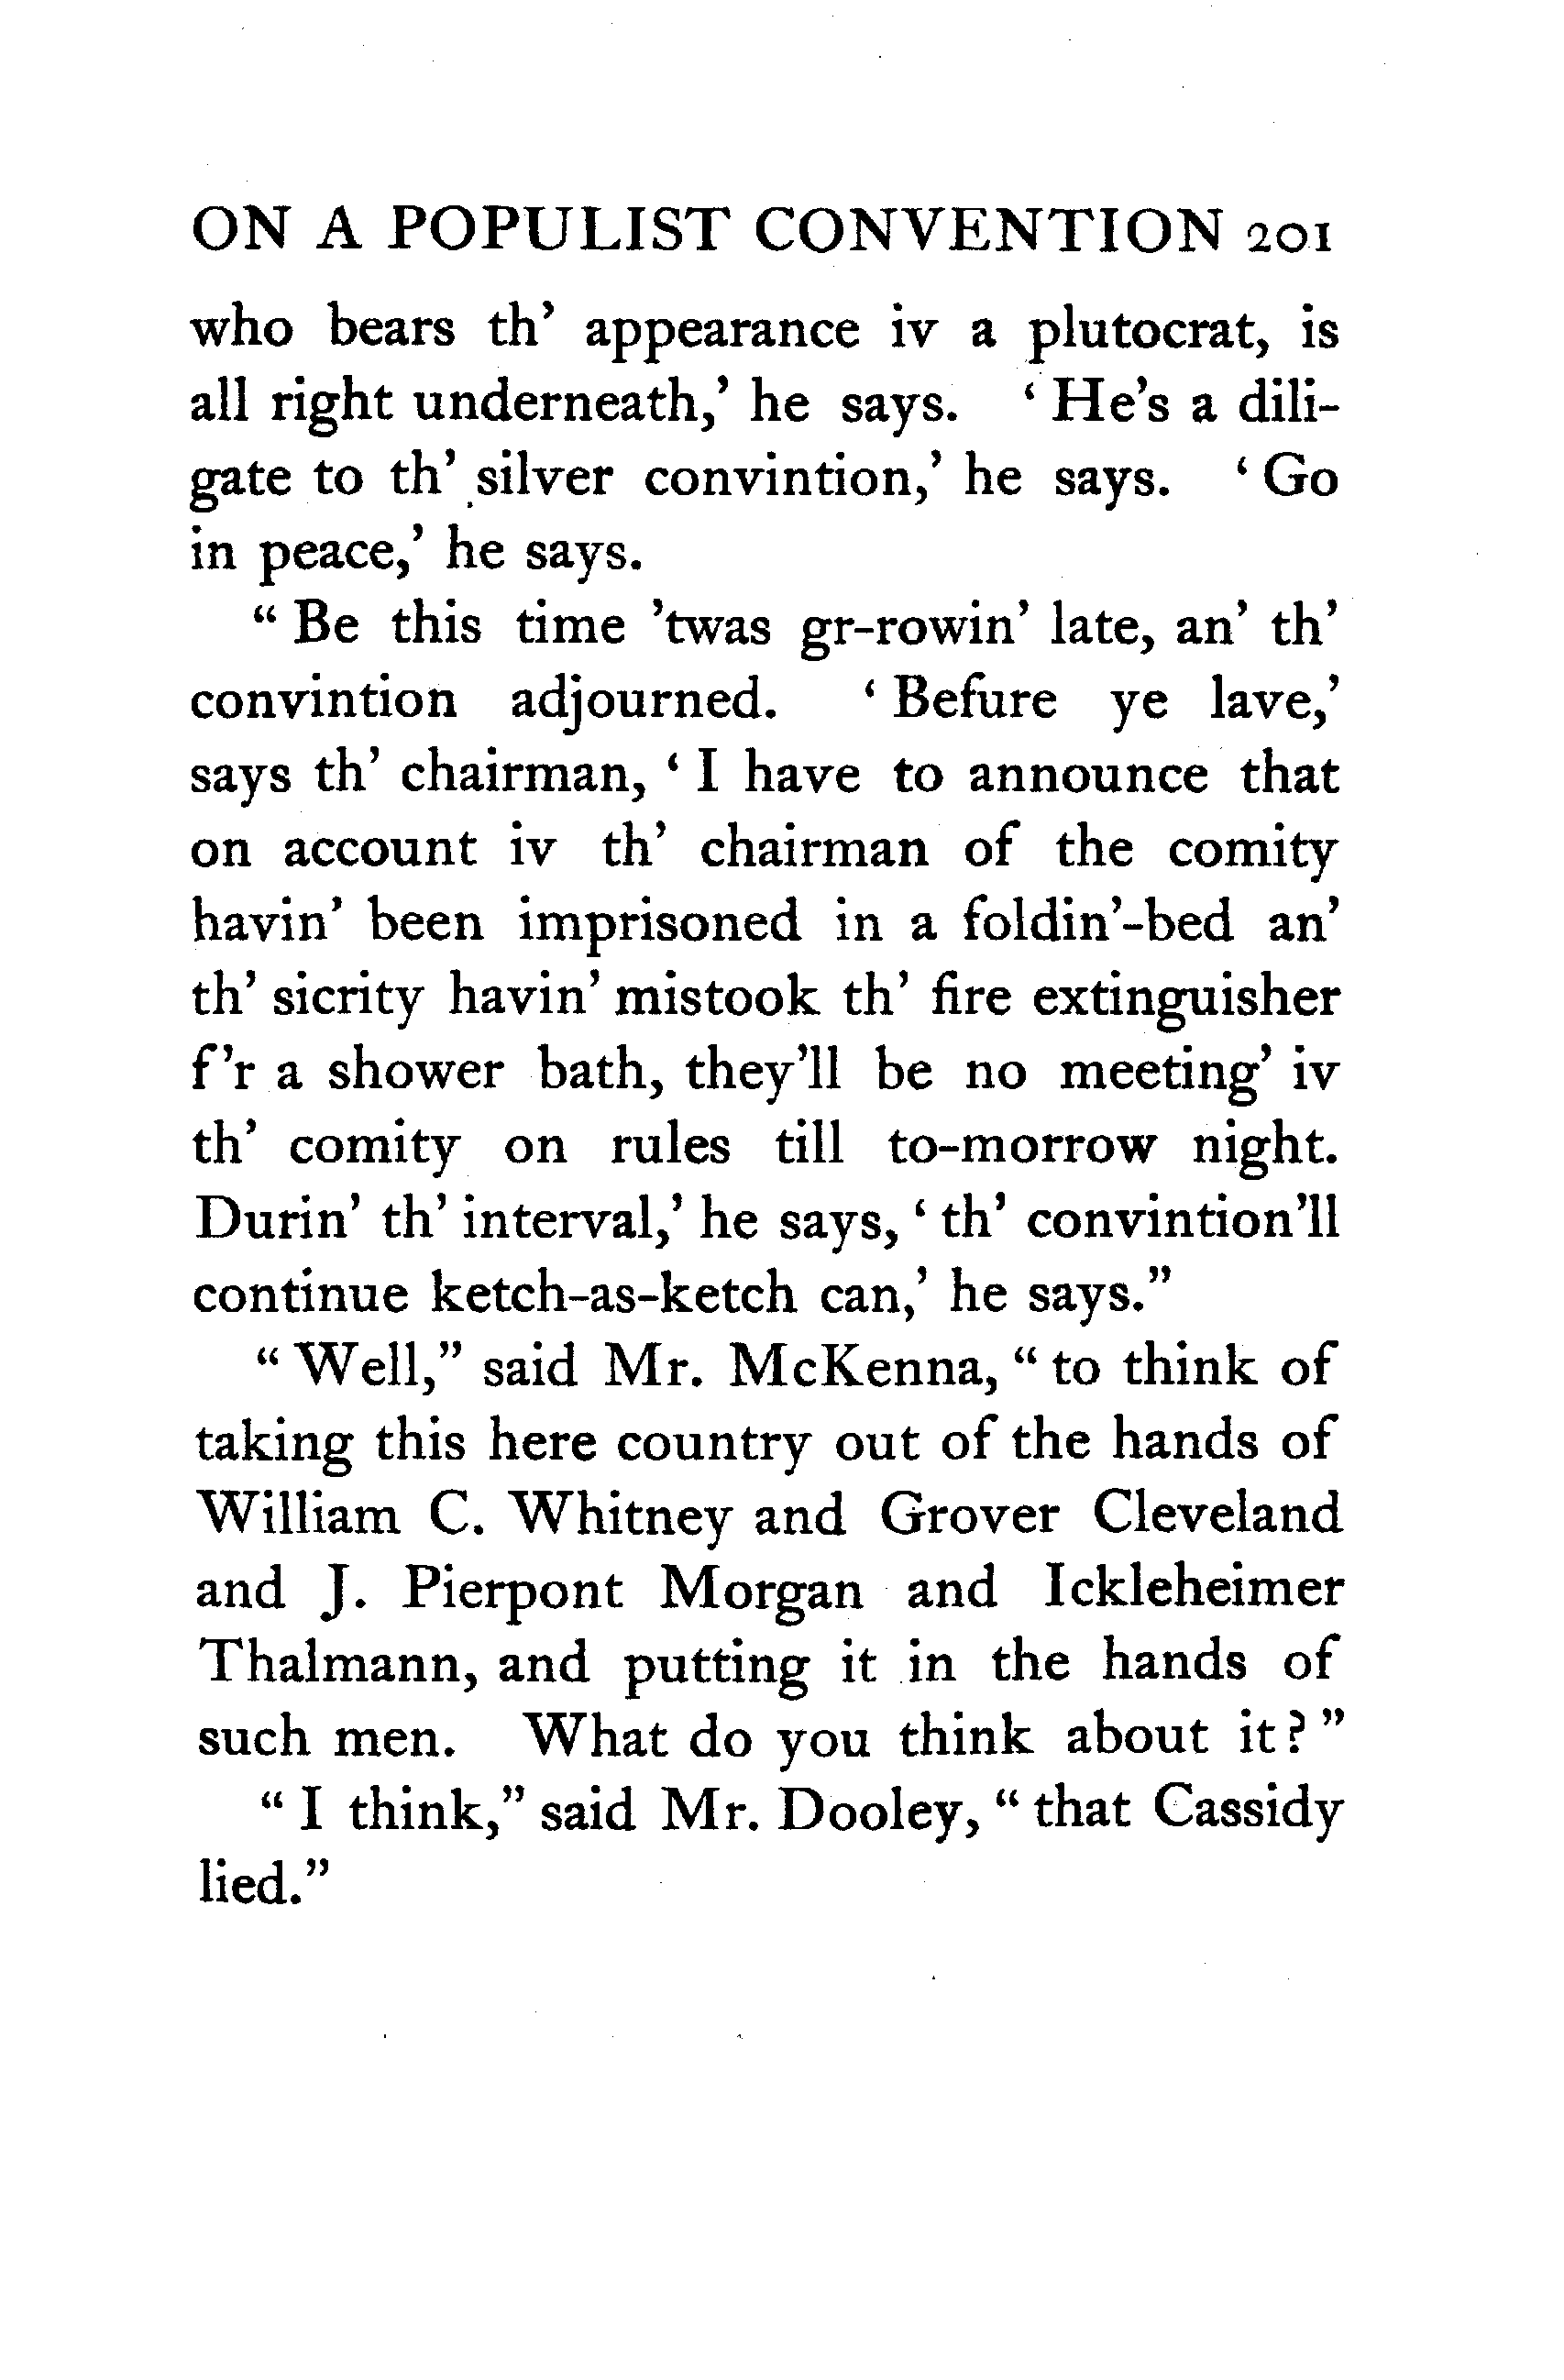 ON A POPULIST CONVENTION 201
who bears th’ appearance iv a plutocrat, is
all right underneath,’ he says. ‘ He’s a dili-
gate to th’ silver convintion,’ he says. ‘ Go
in peace,’ he says.
“ Be this time ’twas gr-rowin’ late, an’ th’
convintion adjourned. ‘ Befure ye lave,’
says th’ chairman, ‘ I have to announce that
on account iv th’ chairman of the comity
havin’ been imprisoned in a foldin’-bed an’
th’ sicrity havin’ mistook th’ fire extinguisher
f’r a shower bath, they’ll be no meeting’ iv
th’ comity on rules till to-morrow night.
Durin’ th’ interval,’ he says, ‘ th’ convintion’ll
continue ketch-as-ketch can,’ he says.”
“ Well,” said Mr. McKenna, “ to think of
taking this here country out of the hands of
William C. Whitney and Grover Cleveland
and J. Pierpont Morgan and Ickleheimer
Thalmann, and putting it in the hands of
such men. What do you think about it ? ”
“ I think,” said Mr. Dooley, “ that Cassidy
lied.”